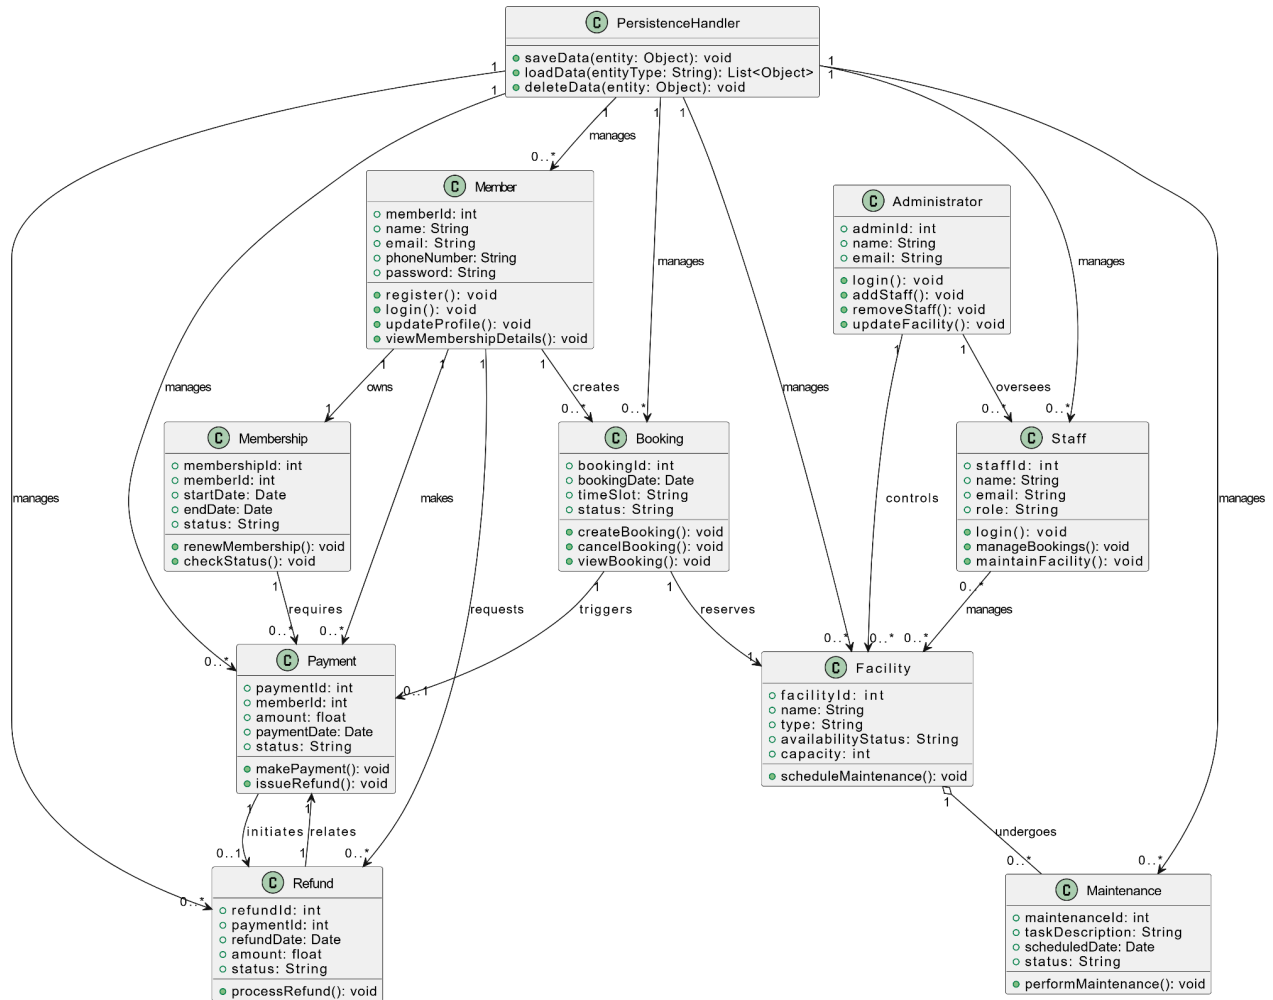 C PersistenceHandler
saveData(entity: Object): void
loadData(entityType: String): List<Object>
deleteData(entity: Object): void
1
1
1
1
1
1
1
manages
0..*
C Member
memberId: int
name: String
email: String
phoneNumber: String
password: String
register(): void
login(): void
updateProfile(): void
viewMembershipDetails(): void
C Administrator
adminId: int
name: String
email: String
login(): void
addStaff(): void
removeStaff(): void
updateFacility(): void
manages
manages
1
1
1
1
1
1
manages
owns
makes
creates
manages
oversees
1
0..*
0..*
0..*
0..*
C Membership
membershipId: int
memberId: int
startDate: Date
endDate: Date
status: String
renewMembership(): void
checkStatus(): void
C Booking
bookingId: int
bookingDate: Date
timeSlot: String
status: String
createBooking(): void
cancelBooking(): void
viewBooking(): void
C Staff
staffId: int
name: String
email: String
role: String
login(): void
manageBookings(): void
maintainFacility(): void
manages
controls
manages
1
1
1
0..*
requires
requests
triggers
reserves
manages
0..*
0..*
0..*
0..1
1
0..*
0..*
0..*
C Payment
paymentId: int
memberId: int
amount: float
paymentDate: Date
status: String
makePayment(): void
issueRefund(): void
C Facility
facilityId: int
name: String
type: String
availabilityStatus: String
capacity: int
scheduleMaintenance(): void
1
1
1
initiates
relates
undergoes
0..1
1
0..*
0..*
0..*
0..*
C Refund
refundId: int
paymentId: int
refundDate: Date
amount: float
status: String
processRefund(): void
C Maintenance
maintenanceId: int
taskDescription: String
scheduledDate: Date
status: String
performMaintenance(): void